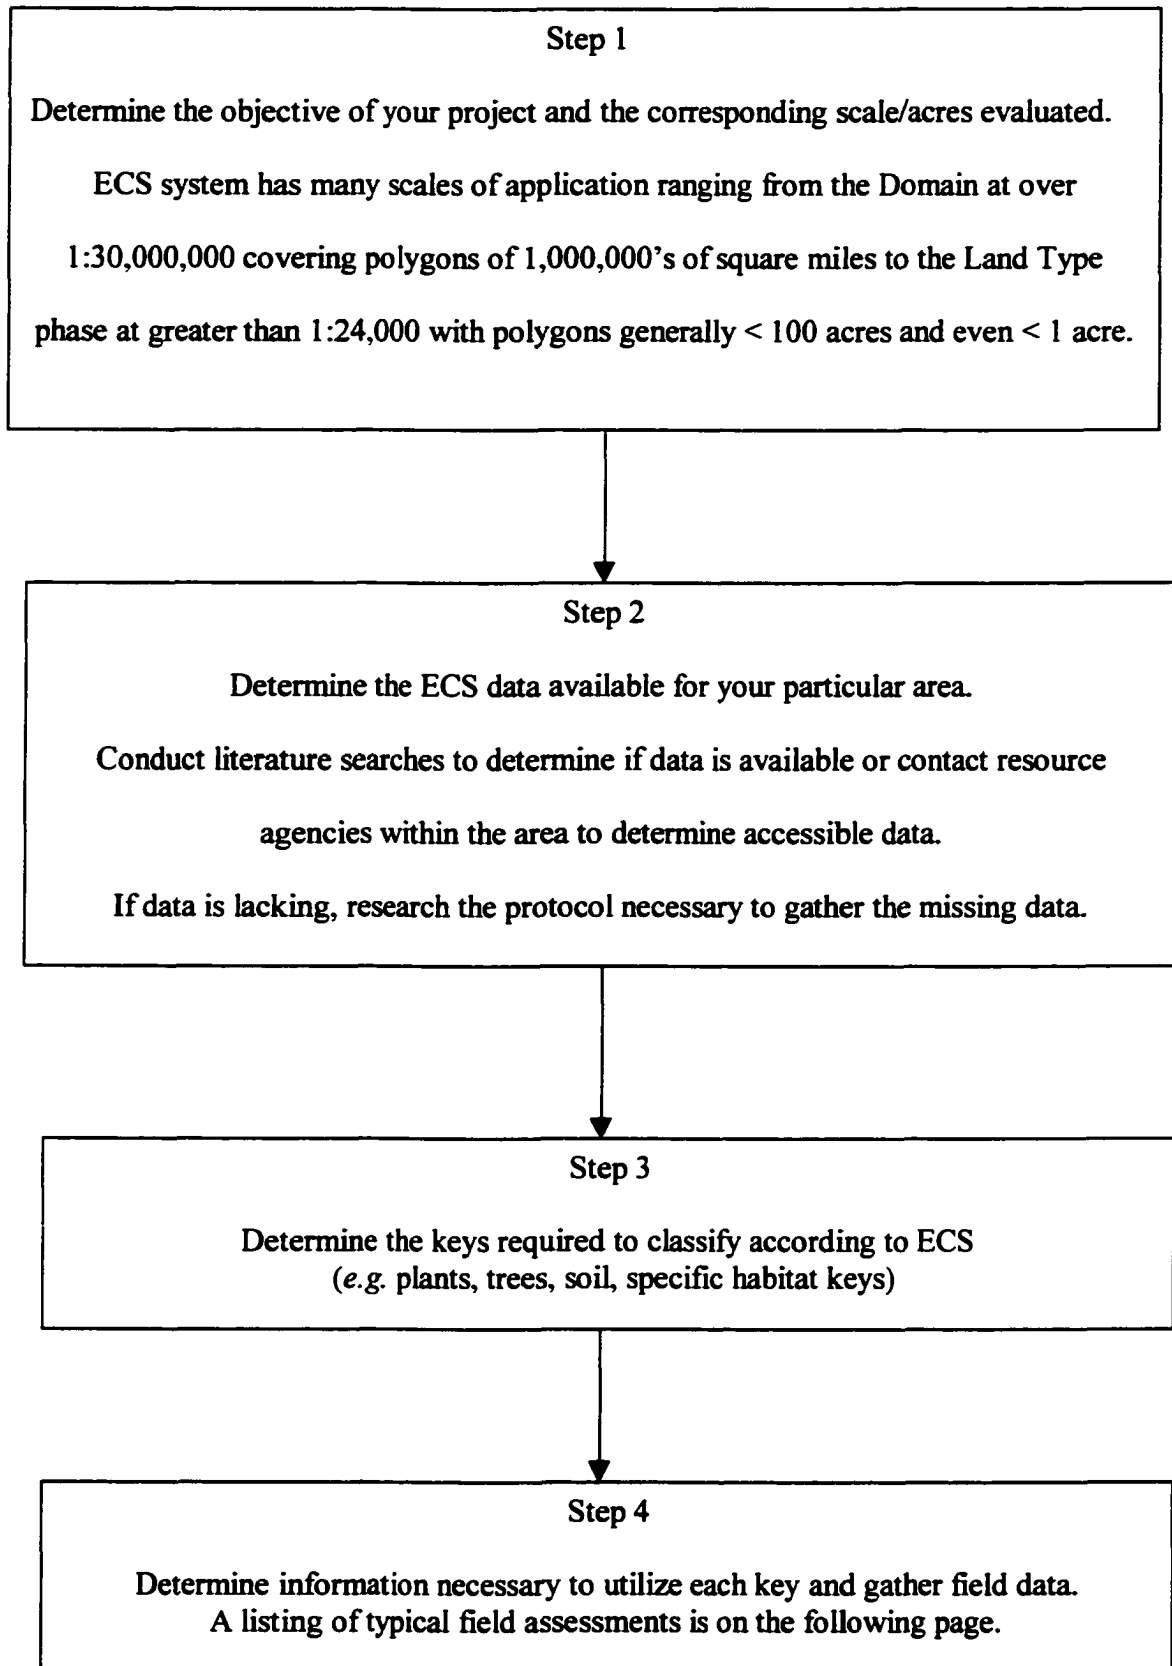 Step 1
Determine the objective of your project and the corresponding scale/acres evaluated.
ECS system has many scales of application ranging from the Domain at over
1:30,000,000 covering polygons of 1,000,000's of square miles to the Land Type
phase at greater than 1:24,000 with polygons generally < 100 acres and even < 1 acre.
Step 2
Determine the ECS data available for your particular area.
Conduct literature searches to determine if data is available or contact resource
agencies within the area to determine accessible data.
If data is lacking, research the protocol necessary to gather the missing data.
Step 3
Determine the keys required to classify according to ECS
(e.g. plants, trees, soil, specific habitat keys)
Step 4
Determine information necessary to utilize each key and gather field data.
A listing of typical field assessments is on the following page.